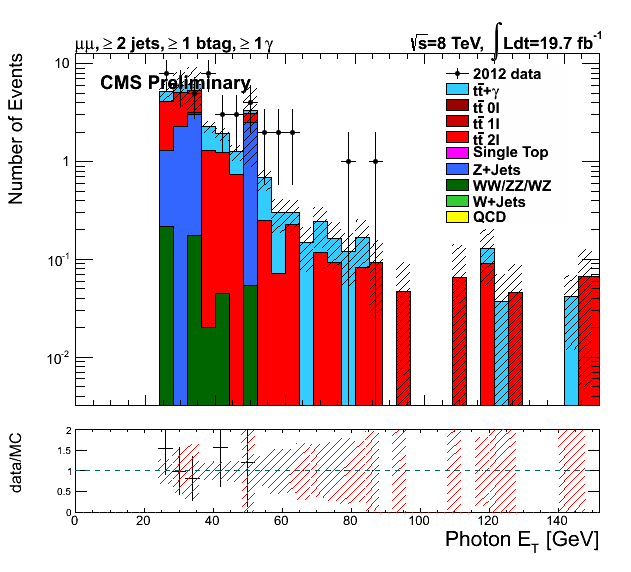 μμ, ≥ 2 jets, ≥ 1 btag, ≥ 1 γ
√s=8 TeV, ∫ Ldt=19.7 fb⁻¹
CMS Preliminary
2012 data
tt̄+γ
tt̄ 0l
tt̄ 1l
tt̄ 2l
Single Top
Z+Jets
WW/ZZ/WZ
W+Jets
QCD
Number of Events
10
1
10⁻¹
10⁻²
data/MC
2
1.5
1
0.5
0
0 20 40 60 80 100 120 140
Photon E_T [GeV]